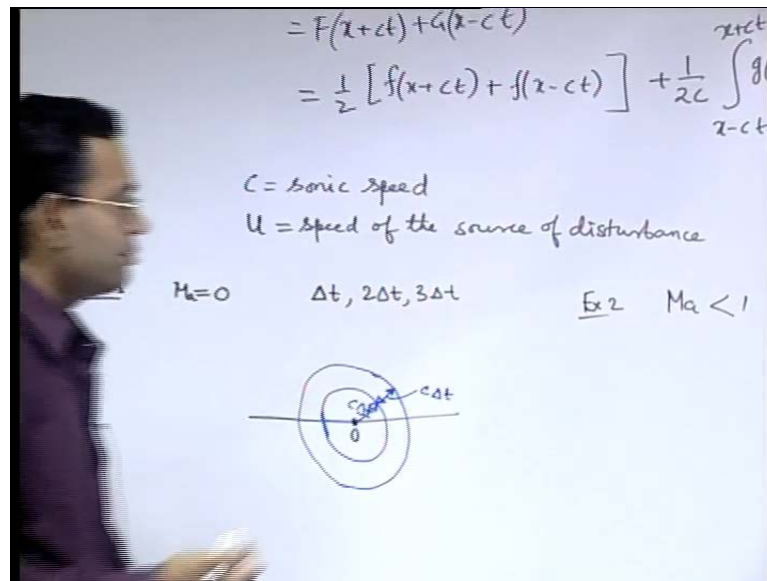 = F(x+ct)+G(x-ct)
= 1/2 [f(x+ct) + f(x-ct)] + 1/2c ∫ x-ct x+ct g(
C = sonic speed
U = speed of the source of disturbance
Ma=0 Δt, 2Δt, 3Δt Ex 2 Ma < 1
cΔt
O